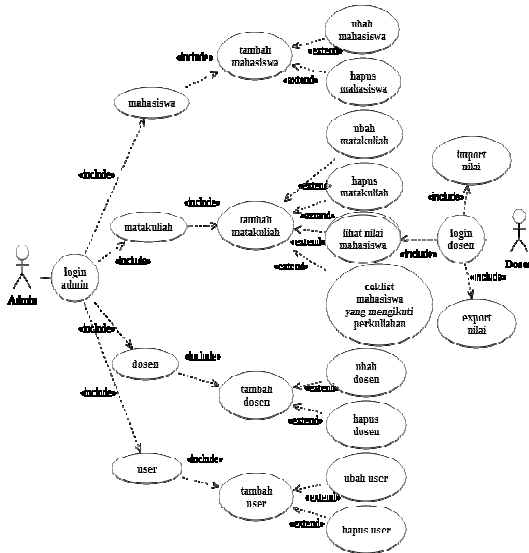 ubah
mahasiswa
«include»
tambah
mahasiswa
«extend»
hapus
mahasiswa
«extend»
mahasiswa
ubah
matakuliah
import
nilai
«include»
«extend»
hapus
matakuliah
«include»
«include»
tambah
matakuliah
«extend»
matakuliah
lihat nilai
mahasiswa
login
dosen
«extend»
«include»
«include»
Dosen
login
admin
Admin
«extend»
«include»
ceklist
mahasiswa
yang mengikuti
perkuliahan
export
nilai
«include»
«include»
dosen
ubah
dosen
tambah
dosen
«extend»
«include»
hapus
dosen
«extend»
user
«include»
ubah user
tambah
user
«extend»
«extend»
hapus user